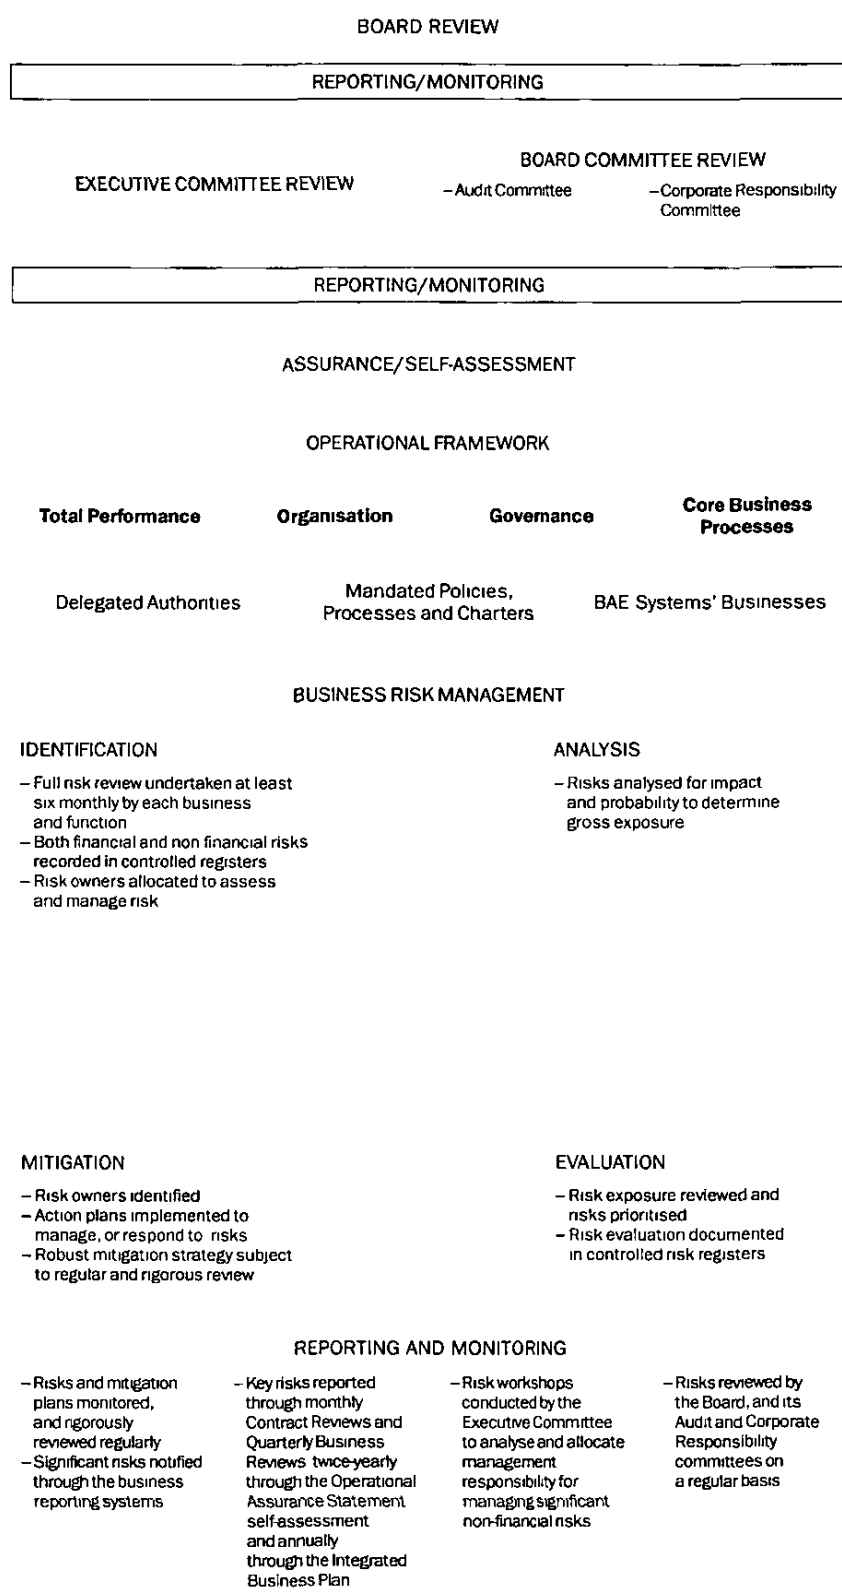 BOARD REVIEW
REPORTING/MONITORING
EXECUTIVE COMMITTEE REVIEW
BOARD COMMITTEE REVIEW
– Audit Committee
– Corporate Responsibility
Committee
REPORTING/MONITORING
ASSURANCE/SELF-ASSESSMENT
OPERATIONAL FRAMEWORK
Total Performance
Organisation
Governance
Core Business
Processes
Delegated Authorities
Mandated Policies,
Processes and Charters
BAE Systems' Businesses
BUSINESS RISK MANAGEMENT
IDENTIFICATION
– Full risk review undertaken at least
six monthly by each business
and function
– Both financial and non financial risks
recorded in controlled registers
– Risk owners allocated to assess
and manage risk
ANALYSIS
– Risks analysed for impact
and probability to determine
gross exposure
MITIGATION
– Risk owners identified
– Action plans implemented to
manage, or respond to risks
– Robust mitigation strategy subject
to regular and rigorous review
EVALUATION
– Risk exposure reviewed and
risks prioritised
– Risk evaluation documented
in controlled risk registers
REPORTING AND MONITORING
– Risks and mitigation
plans monitored,
and rigorously
reviewed regularly
– Significant risks notified
through the business
reporting systems
– Key risks reported
through monthly
Contract Reviews and
Quarterly Business
Reviews twice-yearly
through the Operational
Assurance Statement
self-assessment
and annually
through the Integrated
Business Plan
– Risk workshops
conducted by the
Executive Committee
to analyse and allocate
management
responsibility for
managing significant
non-financial risks
– Risks reviewed by
the Board, and its
Audit and Corporate
Responsibility
committees on
a regular basis